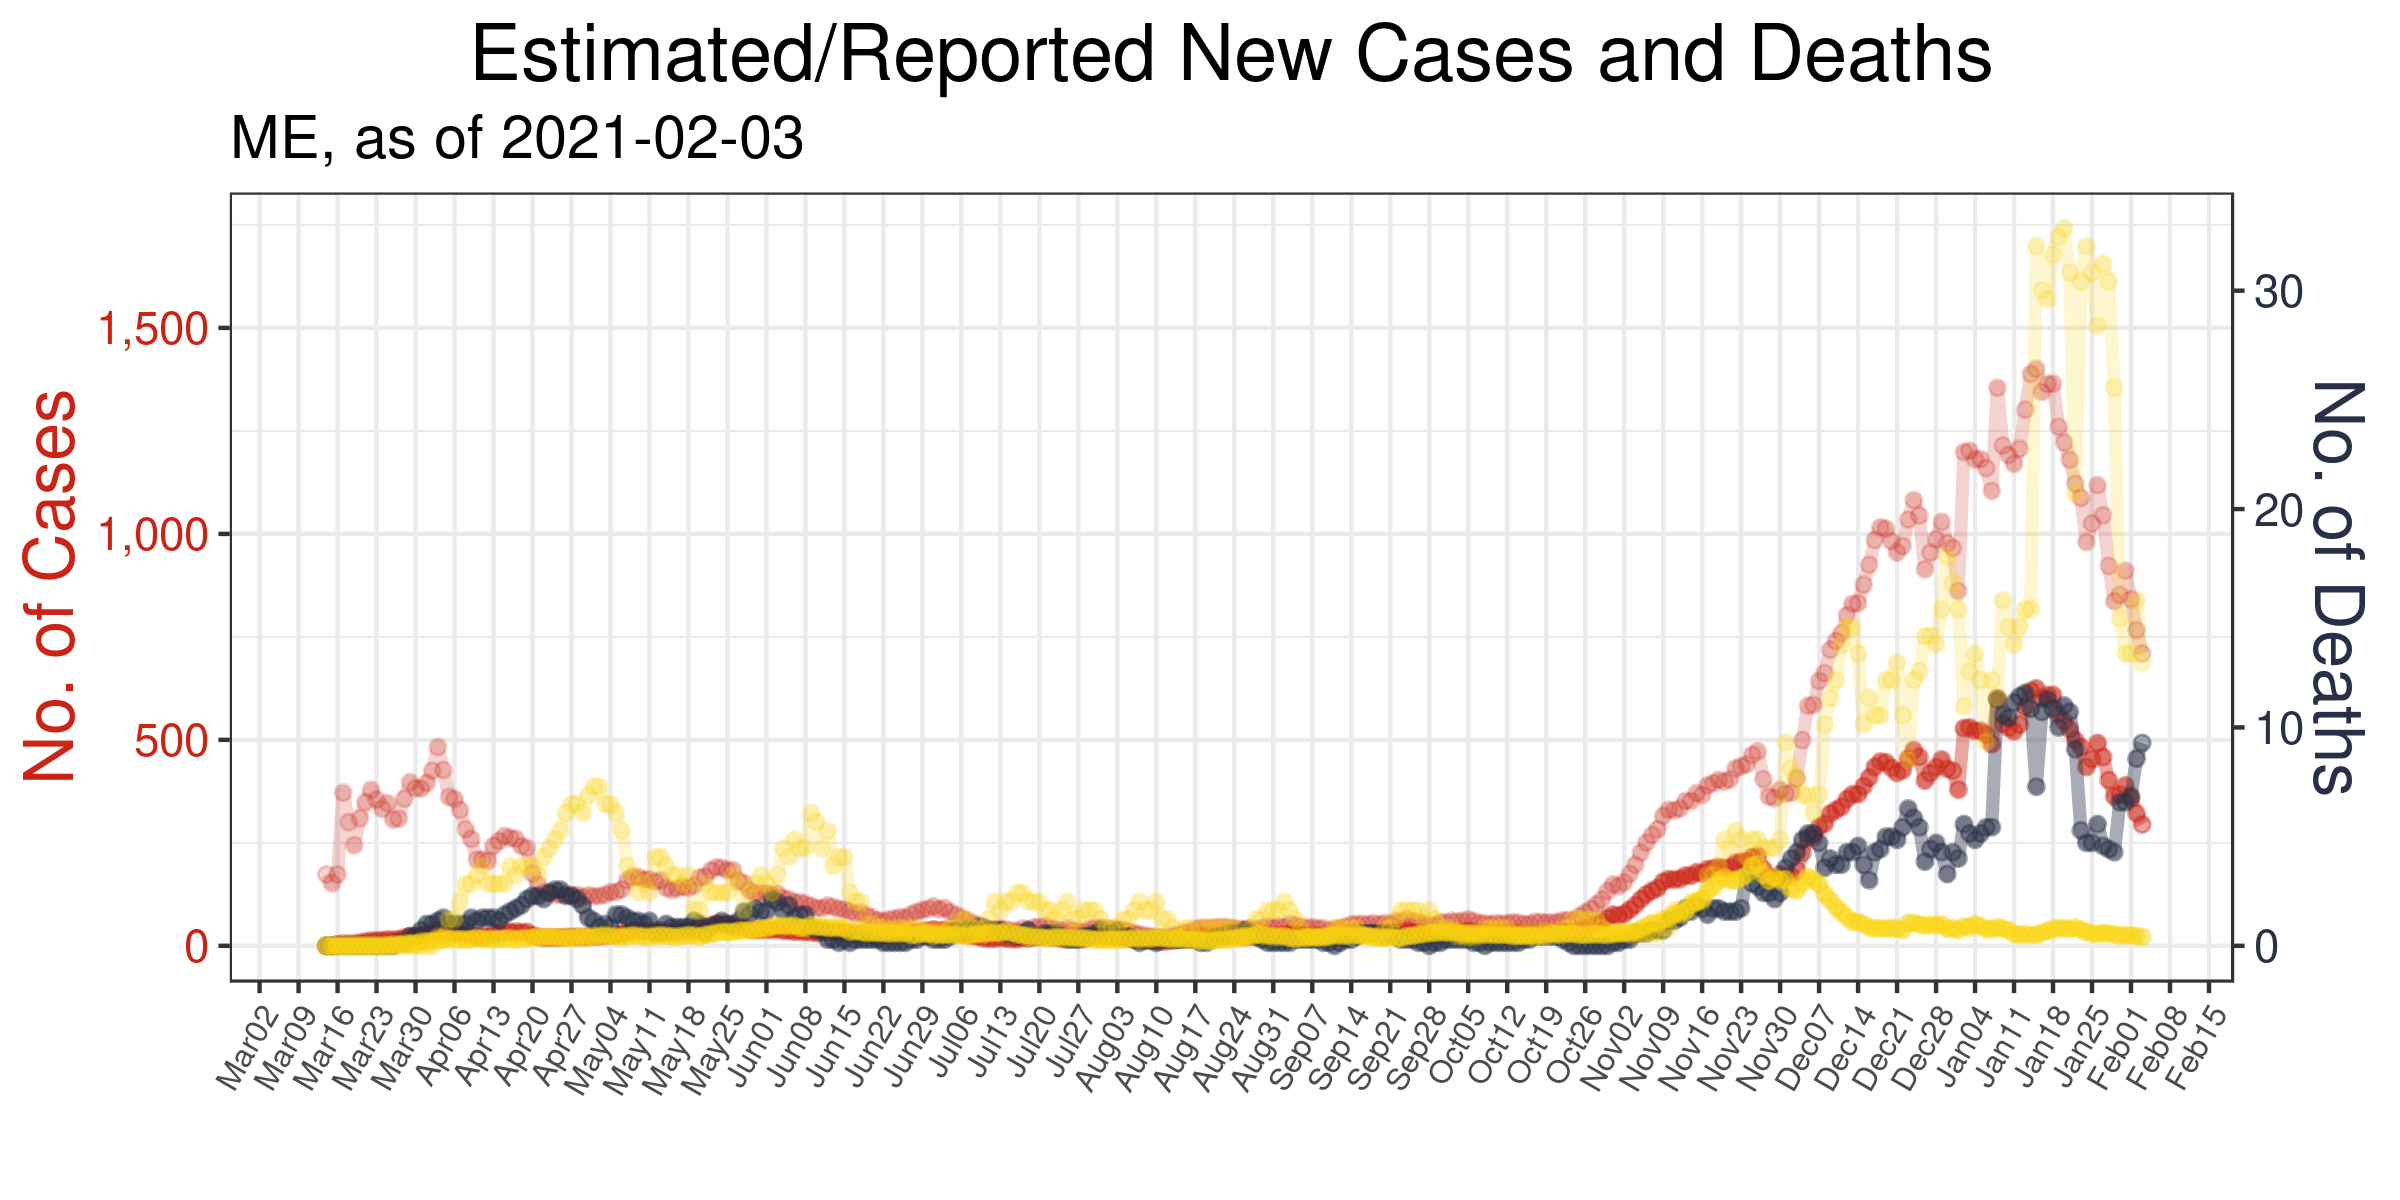 Estimated/Reported New Cases and Deaths
ME, as of 2021-02-03
No. of Cases
1,500
1,000
500
0
30
20
10
0
No. of Deaths
Mar02 Mar09 Mar16 Mar23 Mar30 Apr06 Apr13 Apr20 Apr27 May04 May11 May18 May25 Jun01 Jun08 Jun15 Jun22 Jun29 Jul06 Jul13 Jul20 Jul27 Aug03 Aug10 Aug17 Aug24 Aug31 Sep07 Sep14 Sep21 Sep28 Oct05 Oct12 Oct19 Oct26 Nov02 Nov09 Nov16 Nov23 Nov30 Dec07 Dec14 Dec21 Dec28 Jan04 Jan11 Jan18 Jan25 Feb01 Feb08 Feb15